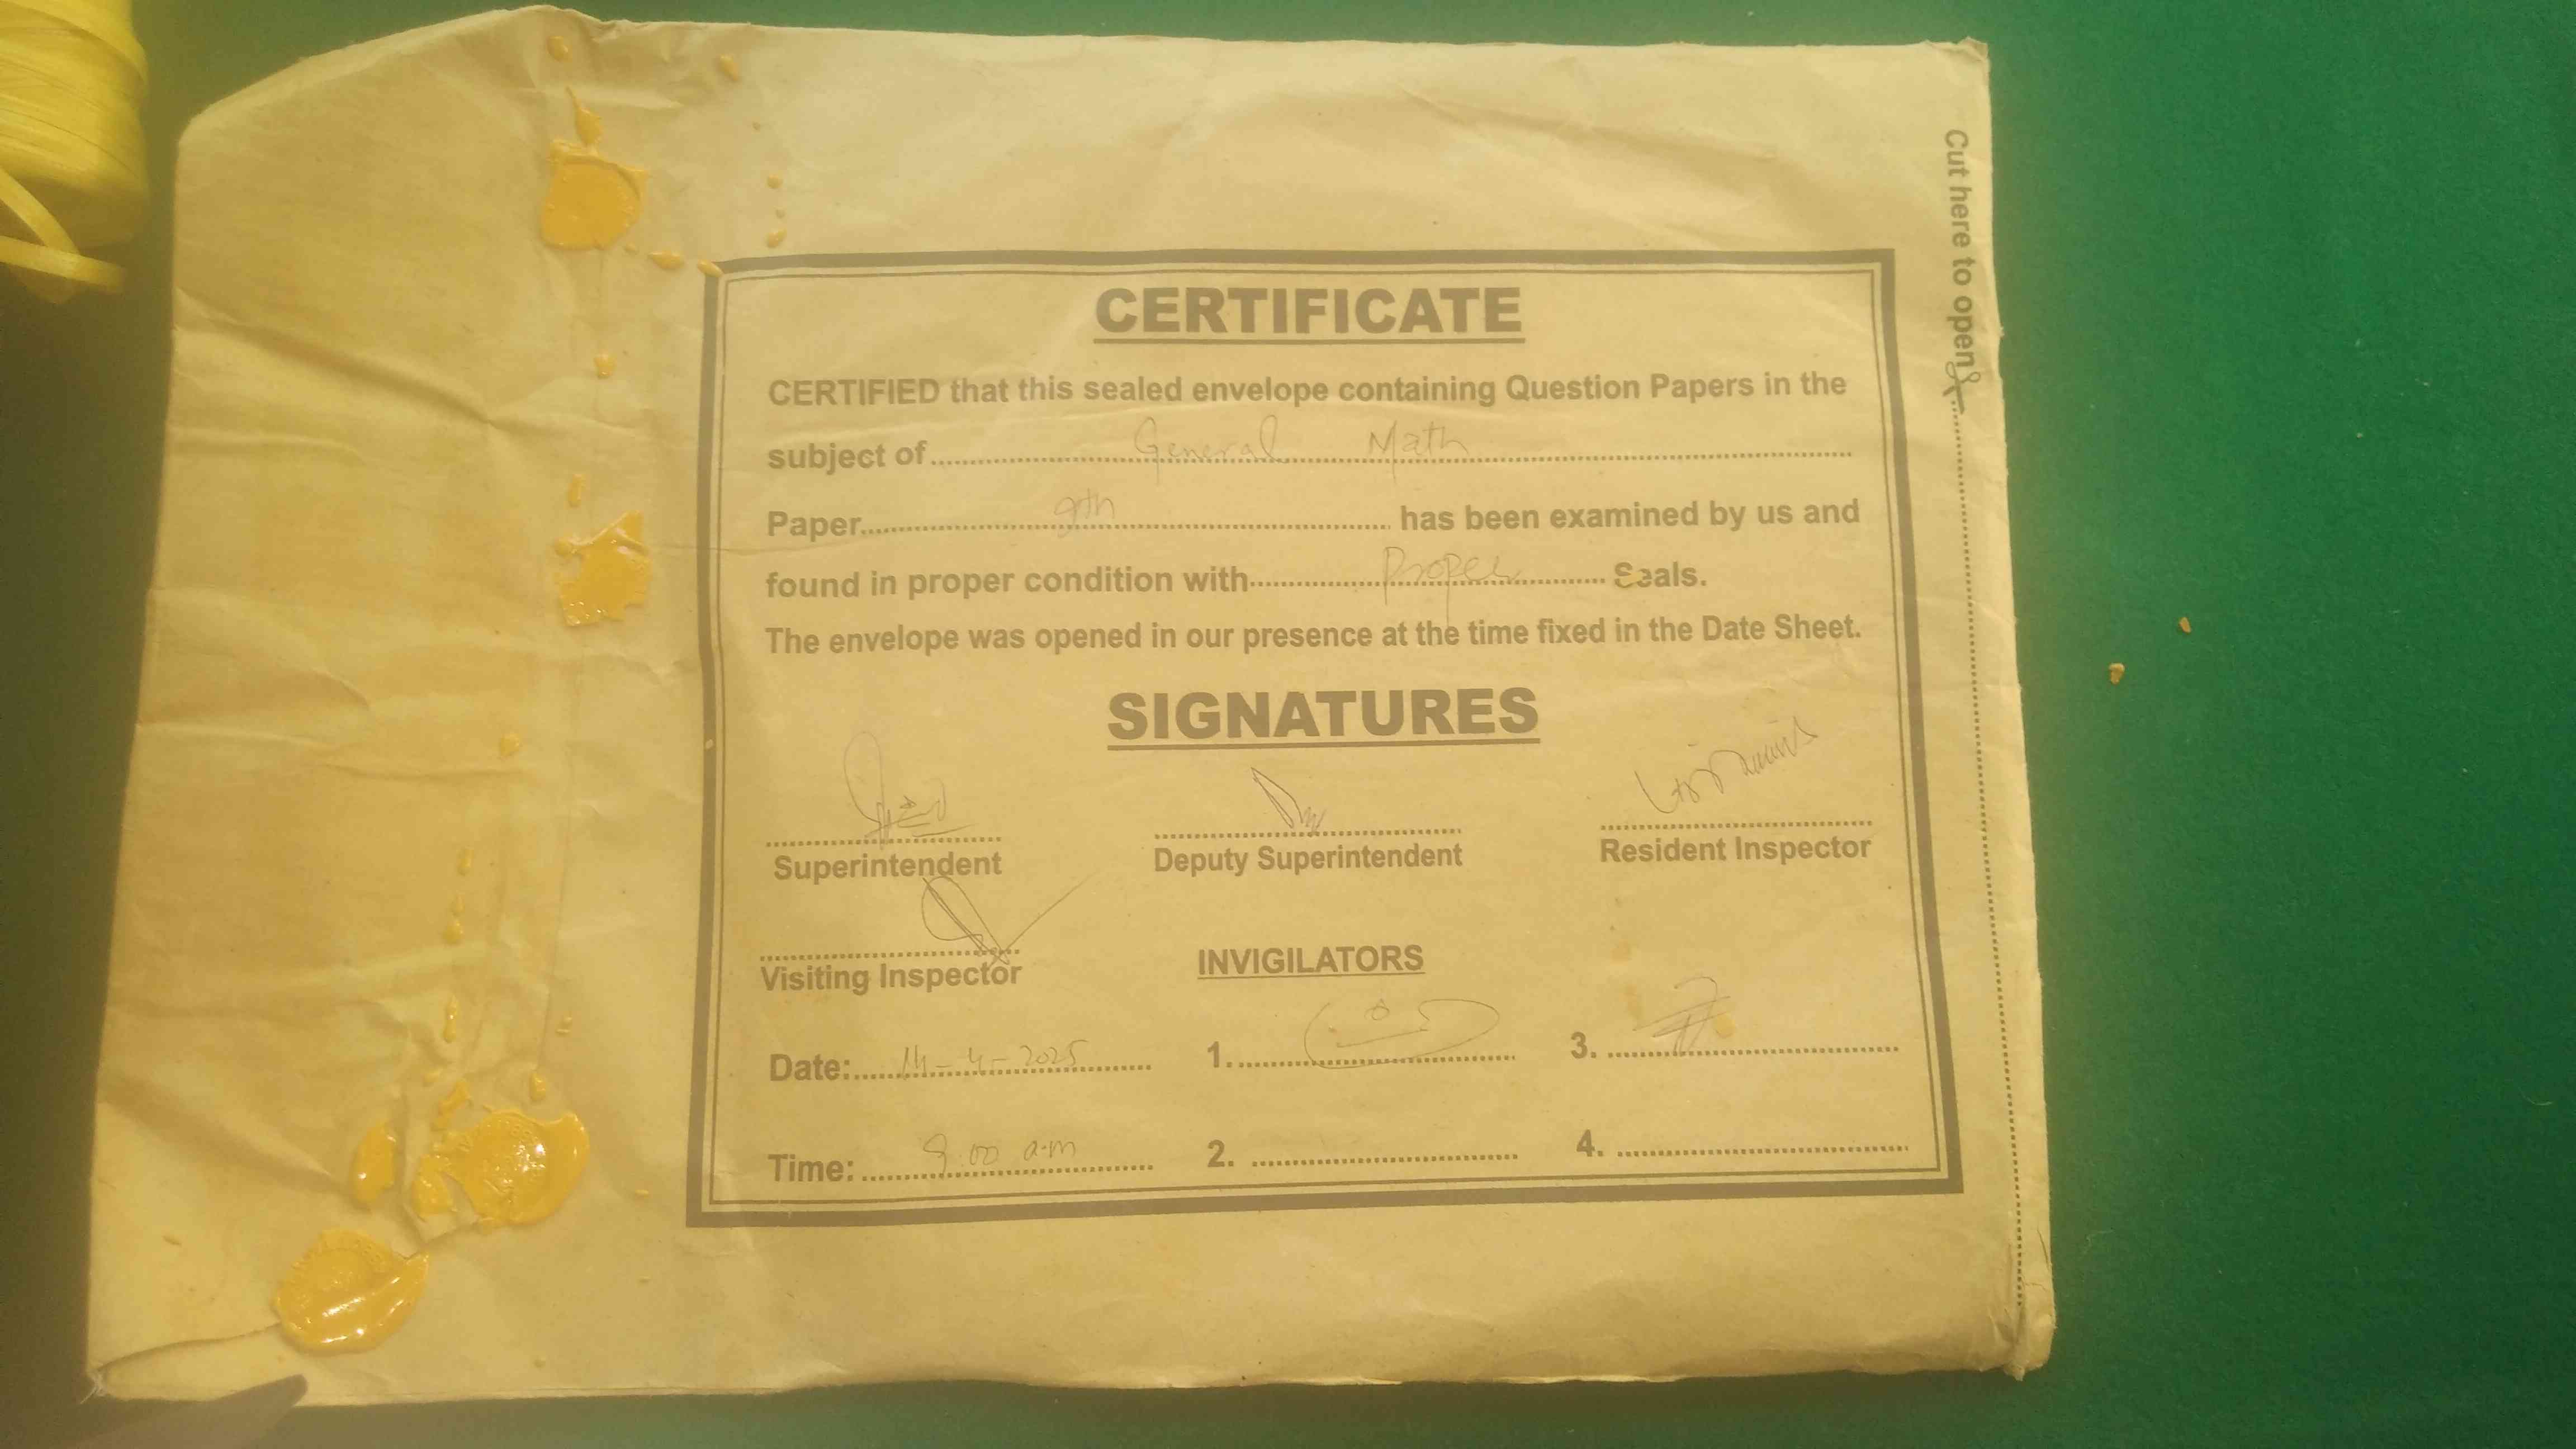 Cut here to open
CERTIFICATE
CERTIFIED that this sealed envelope containing Question Papers in the
subject of General Math
Paper 9th has been examined by us and
found in proper condition with Proper Seals.
The envelope was opened in our presence at the time fixed in the Date Sheet.
SIGNATURES
Superintendent Deputy Superintendent Resident Inspector
Visiting Inspector INVIGILATORS
Date: 14-4-2025 1. 3.
Time: 9:00 a.m 2. 4.